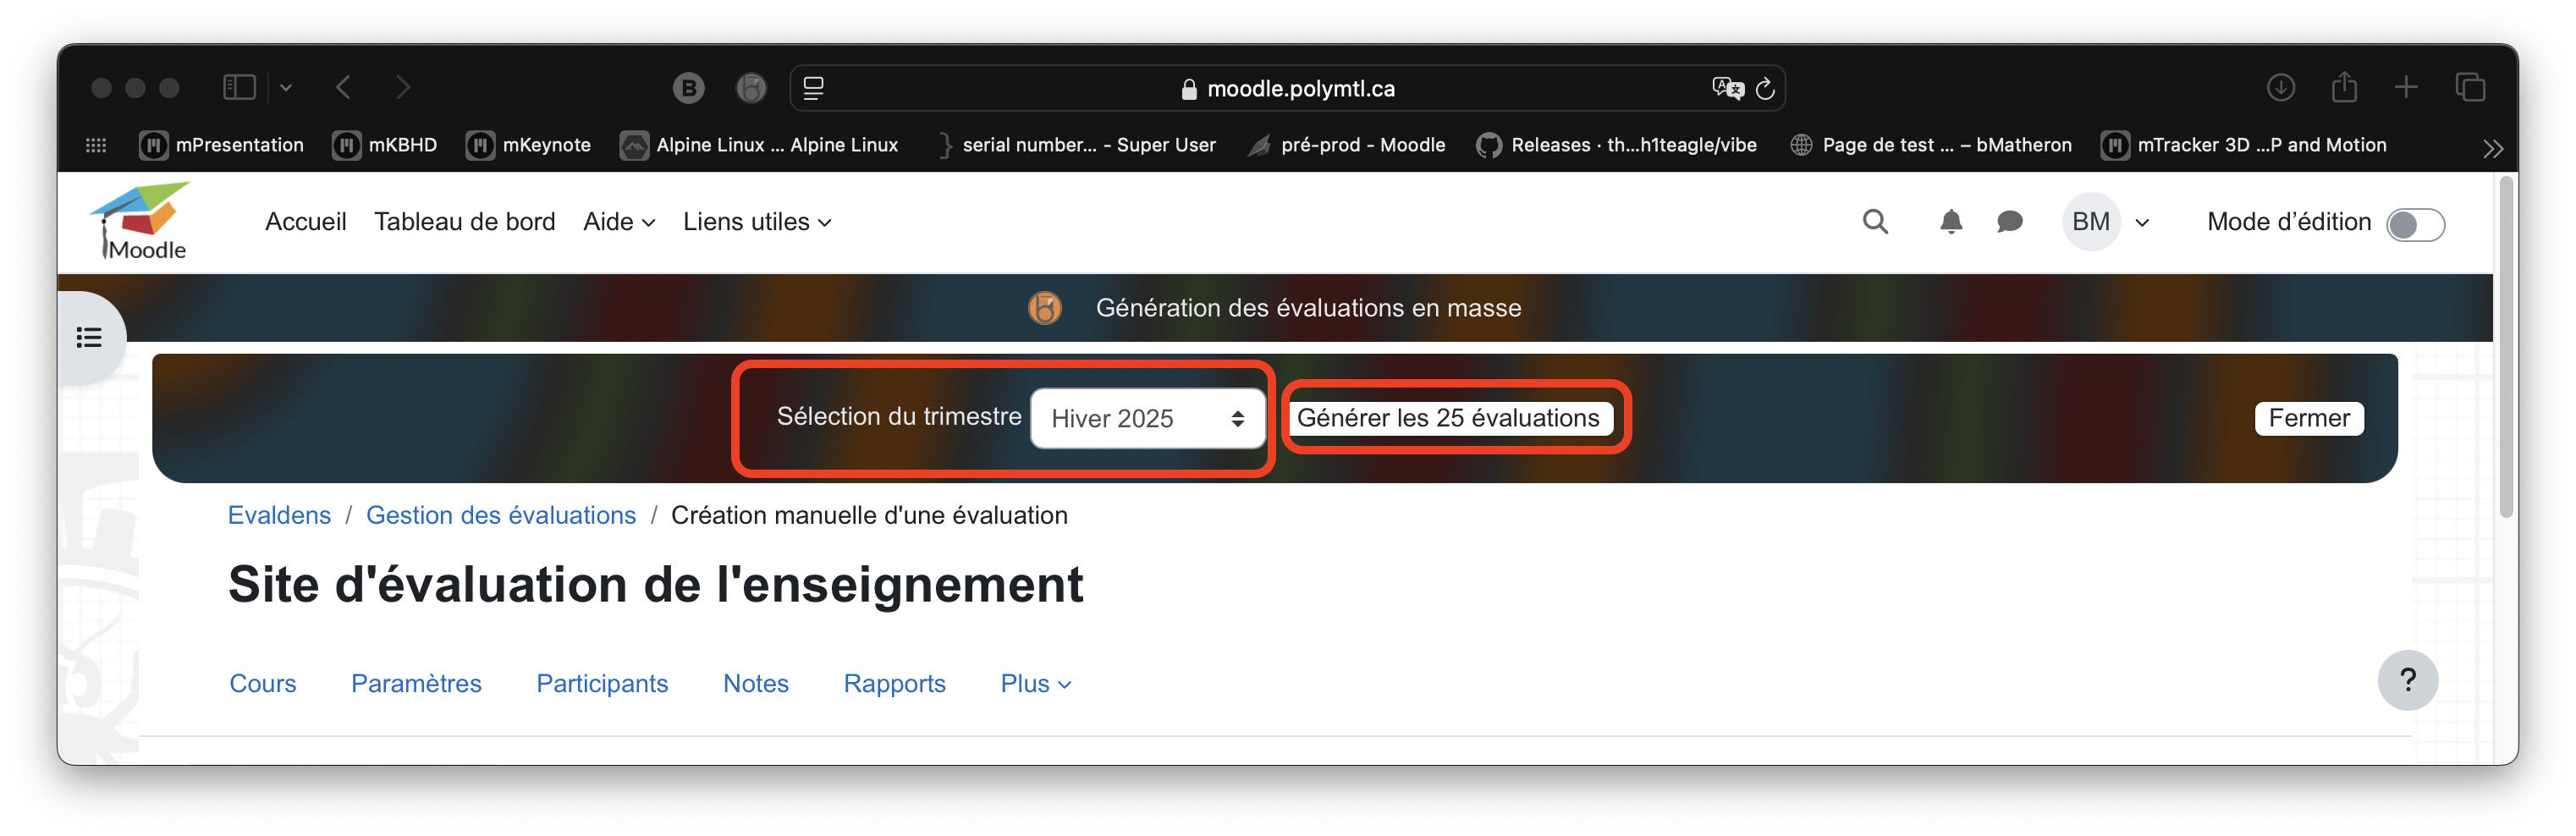 B
moodle.polymtl.ca
mPresentation mKBHD mKeynote Alpine Linux ... Alpine Linux serial number... - Super User pré-prod - Moodle Releases · th...h1teagle/vibe Page de test ... – bMatheron mTracker 3D ...P and Motion
Moodle Accueil Tableau de bord Aide Liens utiles BM Mode d’édition
Génération des évaluations en masse
Sélection du trimestre Hiver 2025 Générer les 25 évaluations Fermer
Evaldens / Gestion des évaluations / Création manuelle d'une évaluation
Site d'évaluation de l'enseignement
Cours Paramètres Participants Notes Rapports Plus ?